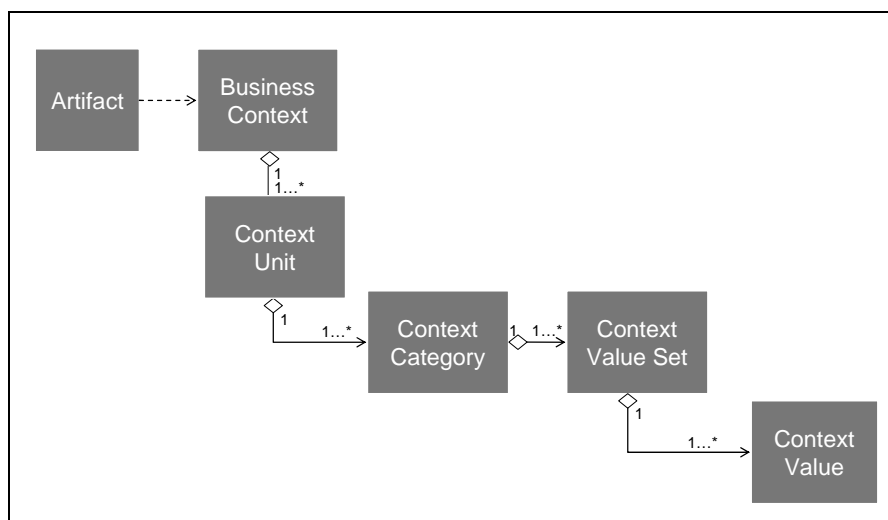 Artifact
Business
Context
1
1…*
Context
Unit
1
1…*
Context
Category
1
1…*
Context
Value Set
1
1…*
Context
Value